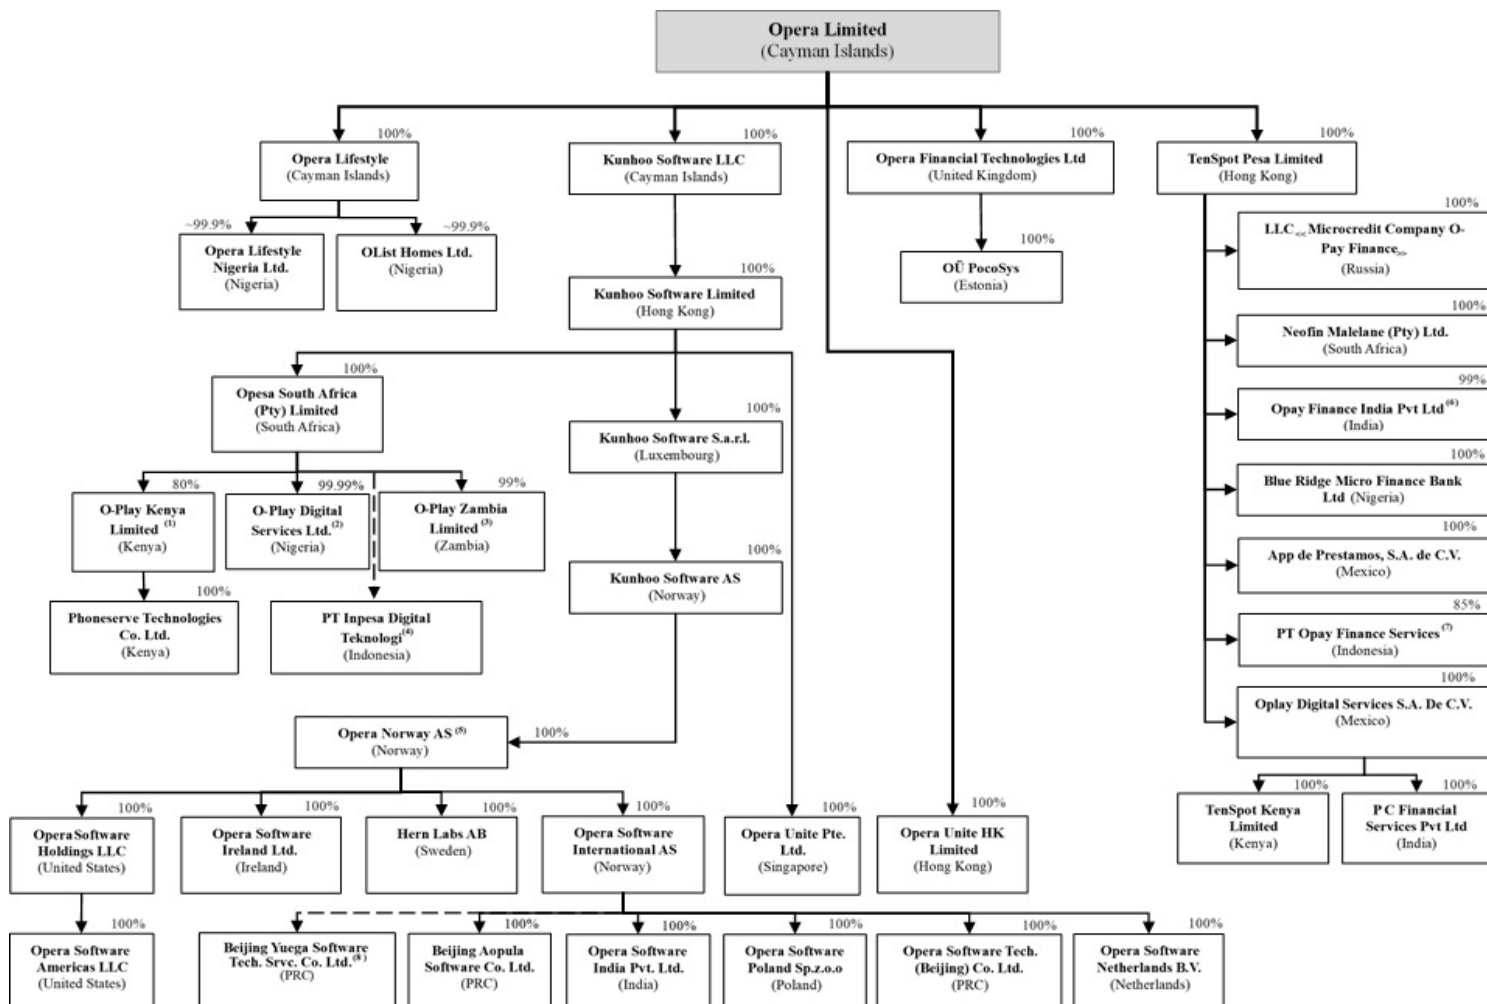 Opera Limited
(Cayman Islands)
100%
100%
100%
100%
Opera Lifestyle
(Cayman Islands)
Kunhoo Software LLC
(Cayman Islands)
Opera Financial Technologies Ltd
(United Kingdom)
TenSpot Pesa Limited
(Hong Kong)
~99.9%
~99.9%
Opera Lifestyle
Nigeria Ltd.
(Nigeria)
OList Homes Ltd.
(Nigeria)
100%
OÜ PocoSys
(Estonia)
100%
LLC << Microcredit Company O-
Pay Finance>>
(Russia)
100%
Kunhoo Software Limited
(Hong Kong)
100%
Neofin Malelane (Pty) Ltd.
(South Africa)
100%
Opesa South Africa
(Pty) Limited
(South Africa)
99%
Opay Finance India Pvt Ltd (6)
(India)
100%
Kunhoo Software S.a.r.l.
(Luxembourg)
100%
Blue Ridge Micro Finance Bank
Ltd (Nigeria)
80%
99.99%
99%
O-Play Kenya
Limited (1)
(Kenya)
O-Play Digital
Services Ltd.(2)
(Nigeria)
O-Play Zambia
Limited (3)
(Zambia)
100%
App de Prestamos, S.A. de C.V.
(Mexico)
100%
Kunhoo Software AS
(Norway)
100%
Phoneserve Technologies
Co. Ltd.
(Kenya)
PT Inpesa Digital
Teknologi(4)
(Indonesia)
85%
PT Opay Finance Services (7)
(Indonesia)
100%
Oplay Digital Services S.A. De C.V.
(Mexico)
Opera Norway AS (5)
(Norway)
100%
100%
100%
TenSpot Kenya
Limited
(Kenya)
P C Financial
Services Pvt Ltd
(India)
100%
100%
100%
100%
100%
100%
Opera Software
Holdings LLC
(United States)
Opera Software
Ireland Ltd.
(Ireland)
Hern Labs AB
(Sweden)
Opera Software
International AS
(Norway)
Opera Unite Pte.
Ltd.
(Singapore)
Opera Unite HK
Limited
(Hong Kong)
100%
100%
100%
100%
100%
100%
Opera Software
Americas LLC
(United States)
Beijing Yuega Software
Tech. Srvc. Co. Ltd.(8)
(PRC)
Beijing Aopula
Software Co. Ltd.
(PRC)
Opera Software
India Pvt. Ltd.
(India)
Opera Software
Poland Sp.z.o.o
(Poland)
Opera Software Tech.
(Beijing) Co. Ltd.
(PRC)
Opera Software
Netherlands B.V.
(Netherlands)